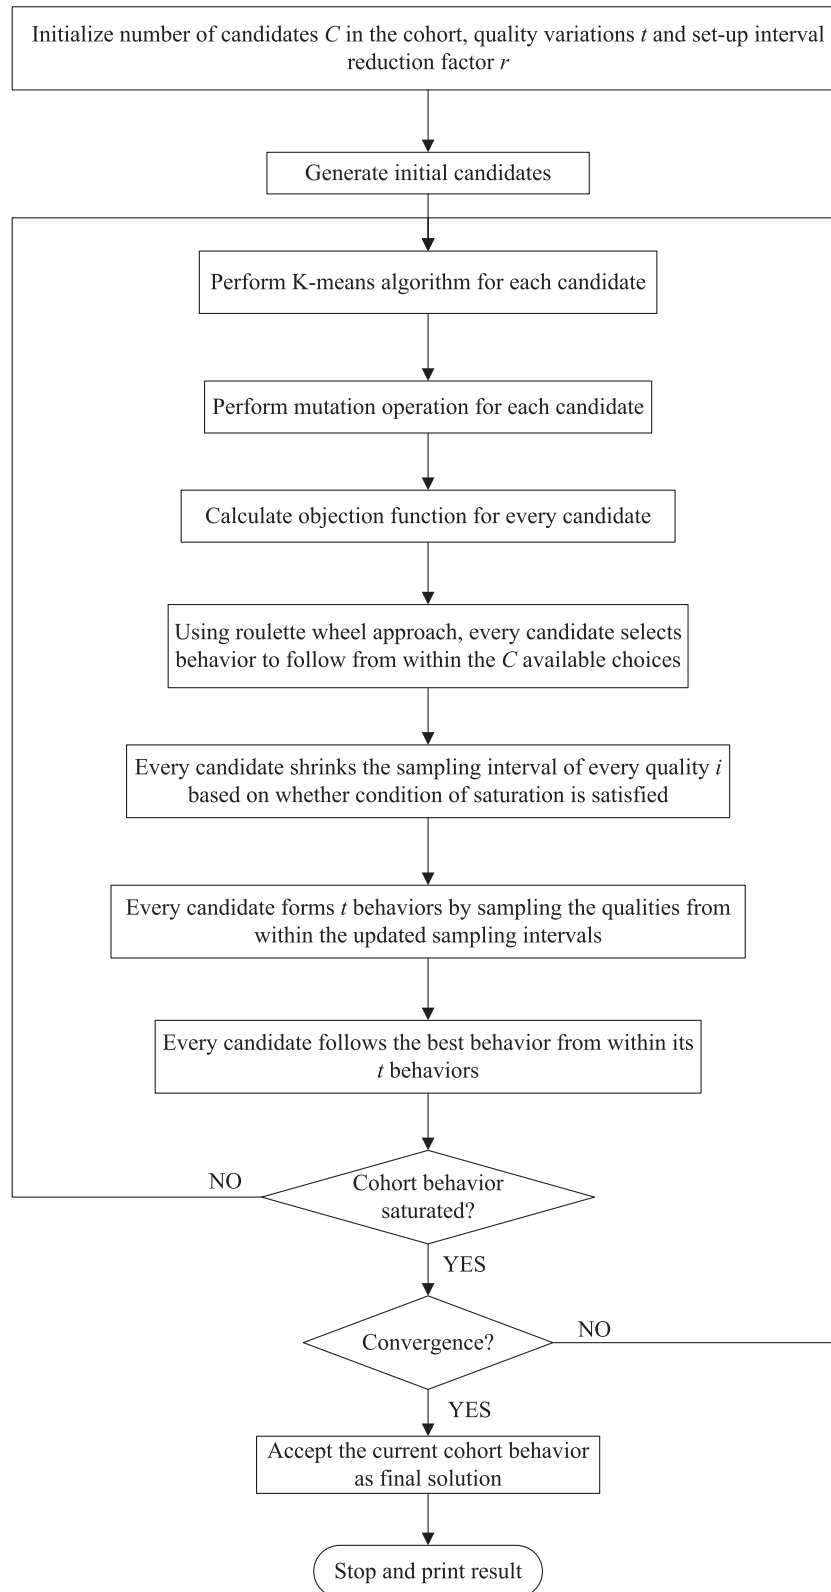 Initialize number of candidates C in the cohort, quality variations t and set-up interval
reduction factor r
Generate initial candidates
Perform K-means algorithm for each candidate
Perform mutation operation for each candidate
Calculate objection function for every candidate
Using roulette wheel approach, every candidate selects
behavior to follow from within the C available choices
Every candidate shrinks the sampling interval of every quality i
based on whether condition of saturation is satisfied
Every candidate forms t behaviors by sampling the qualities from
within the updated sampling intervals
Every candidate follows the best behavior from within its
t behaviors
NO
Cohort behavior
saturated?
YES
Convergence?
NO
YES
Accept the current cohort behavior
as final solution
Stop and print result